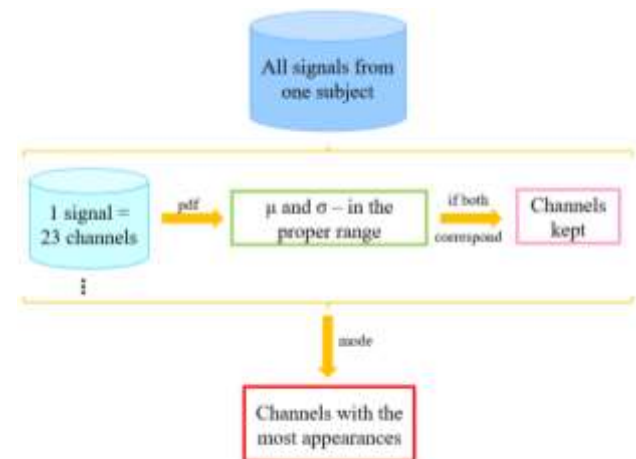 All signals from
one subject
1 signal =
23 channels
pdf
μ and σ – in the
proper range
if both
correspond
Channels
kept
⋮
mode
Channels with the
most appearances